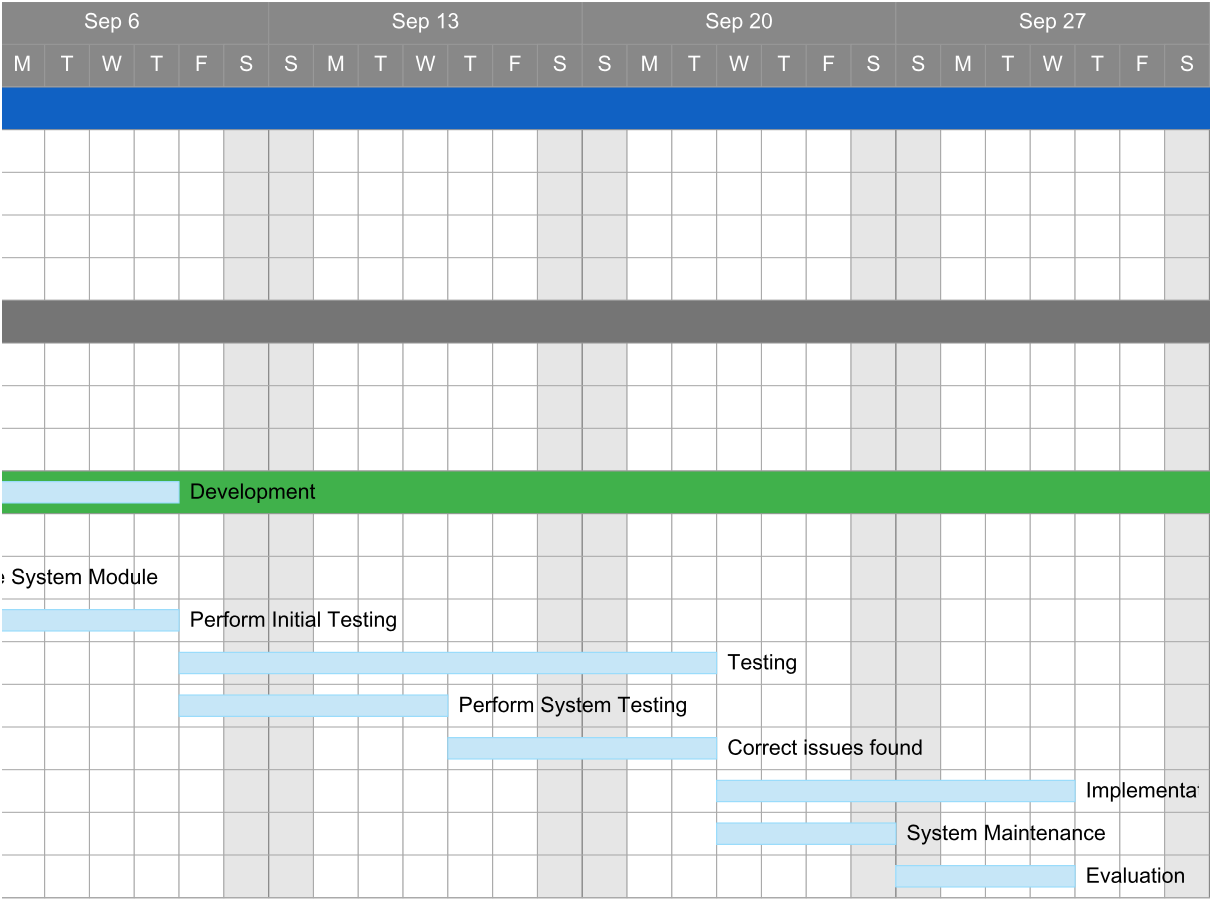 Sep 6 Sep 13 Sep 20 Sep 27
M T W T F S S M T W T F S S M T W T F S S M T W T F S
Development
System Module
Perform Initial Testing
Testing
Perform System Testing
Correct issues found
Implementa
System Maintenance
Evaluation